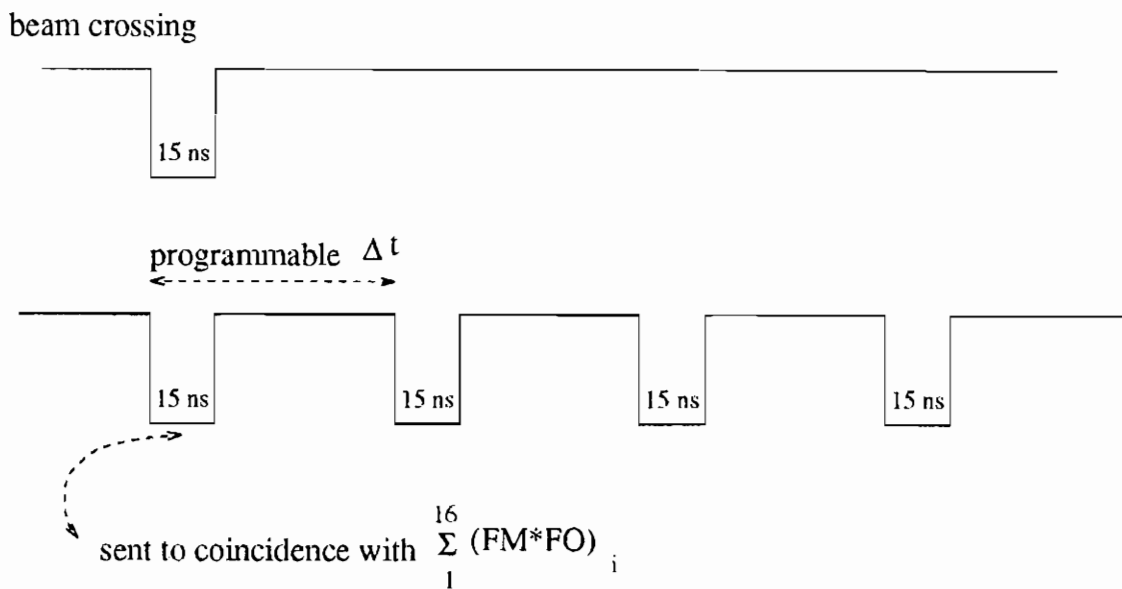 beam crossing
15 ns
programmable Δt
15 ns 15 ns 15 ns 15 ns
16
sent to coincidence with Σ (FM*FO) i
1